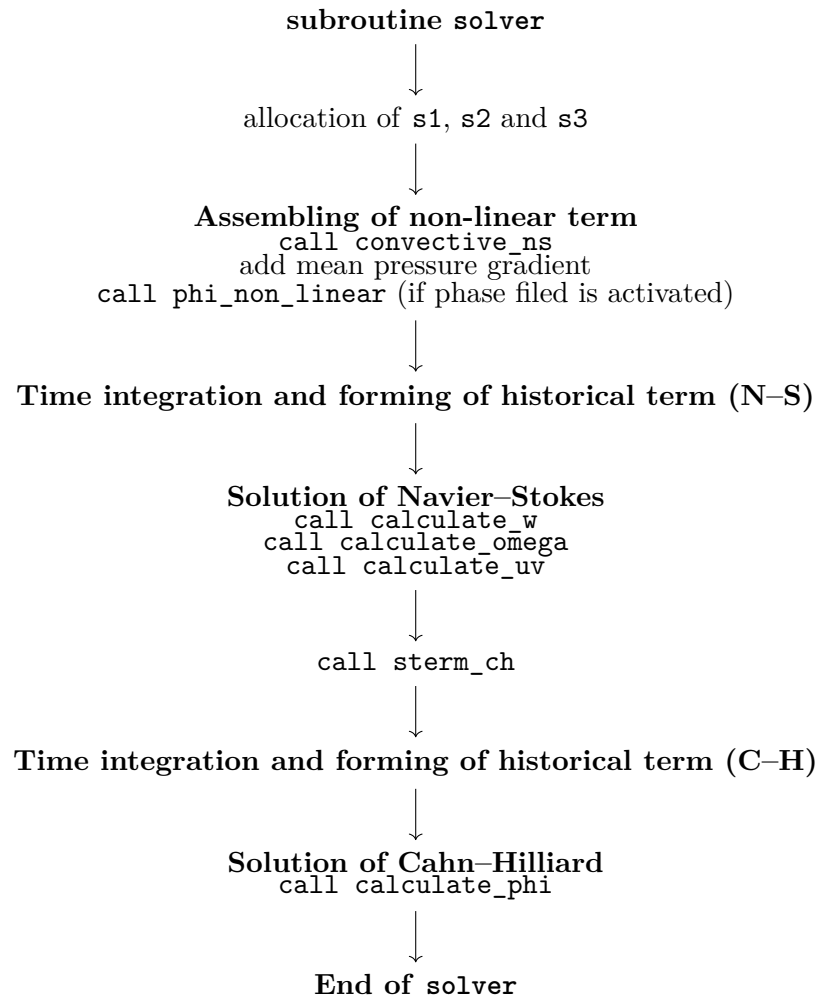 subroutine solver
allocation of s1, s2 and s3
Assembling of non-linear term
call convective_ns
add mean pressure gradient
call phi_non_linear (if phase filed is activated)
Time integration and forming of historical term (N–S)
Solution of Navier–Stokes
call calculate_w
call calculate_omega
call calculate_uv
call sterm_ch
Time integration and forming of historical term (C–H)
Solution of Cahn–Hilliard
call calculate_phi
End of solver